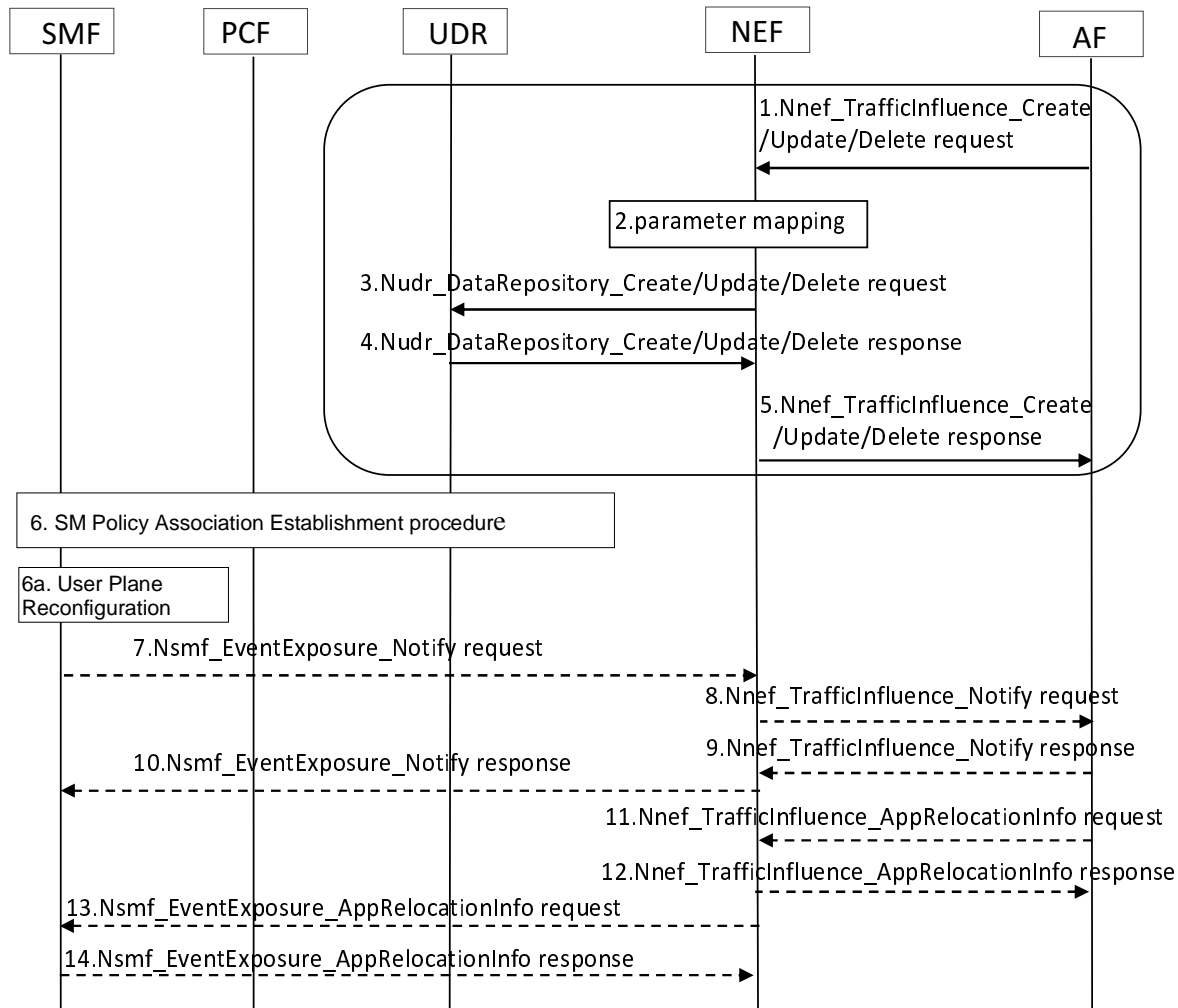 SMF
PCF
UDR
NEF
AF
1.Nnef_TrafficInfluence_Create
/Update/Delete request
2.parameter mapping
3.Nudr_DataRepository_Create/Update/Delete request
4.Nudr_DataRepository_Create/Update/Delete response
5.Nnef_TrafficInfluence_Create
/Update/Delete response
6. SM Policy Association Establishment procedure
6a. User Plane
Reconfiguration
7.Nsmf_EventExposure_Notify request
8.Nnef_TrafficInfluence_Notify request
9.Nnef_TrafficInfluence_Notify response
10.Nsmf_EventExposure_Notify response
11.Nnef_TrafficInfluence_AppRelocationInfo request
12.Nnef_TrafficInfluence_AppRelocationInfo response
13.Nsmf_EventExposure_AppRelocationInfo request
14.Nsmf_EventExposure_AppRelocationInfo response